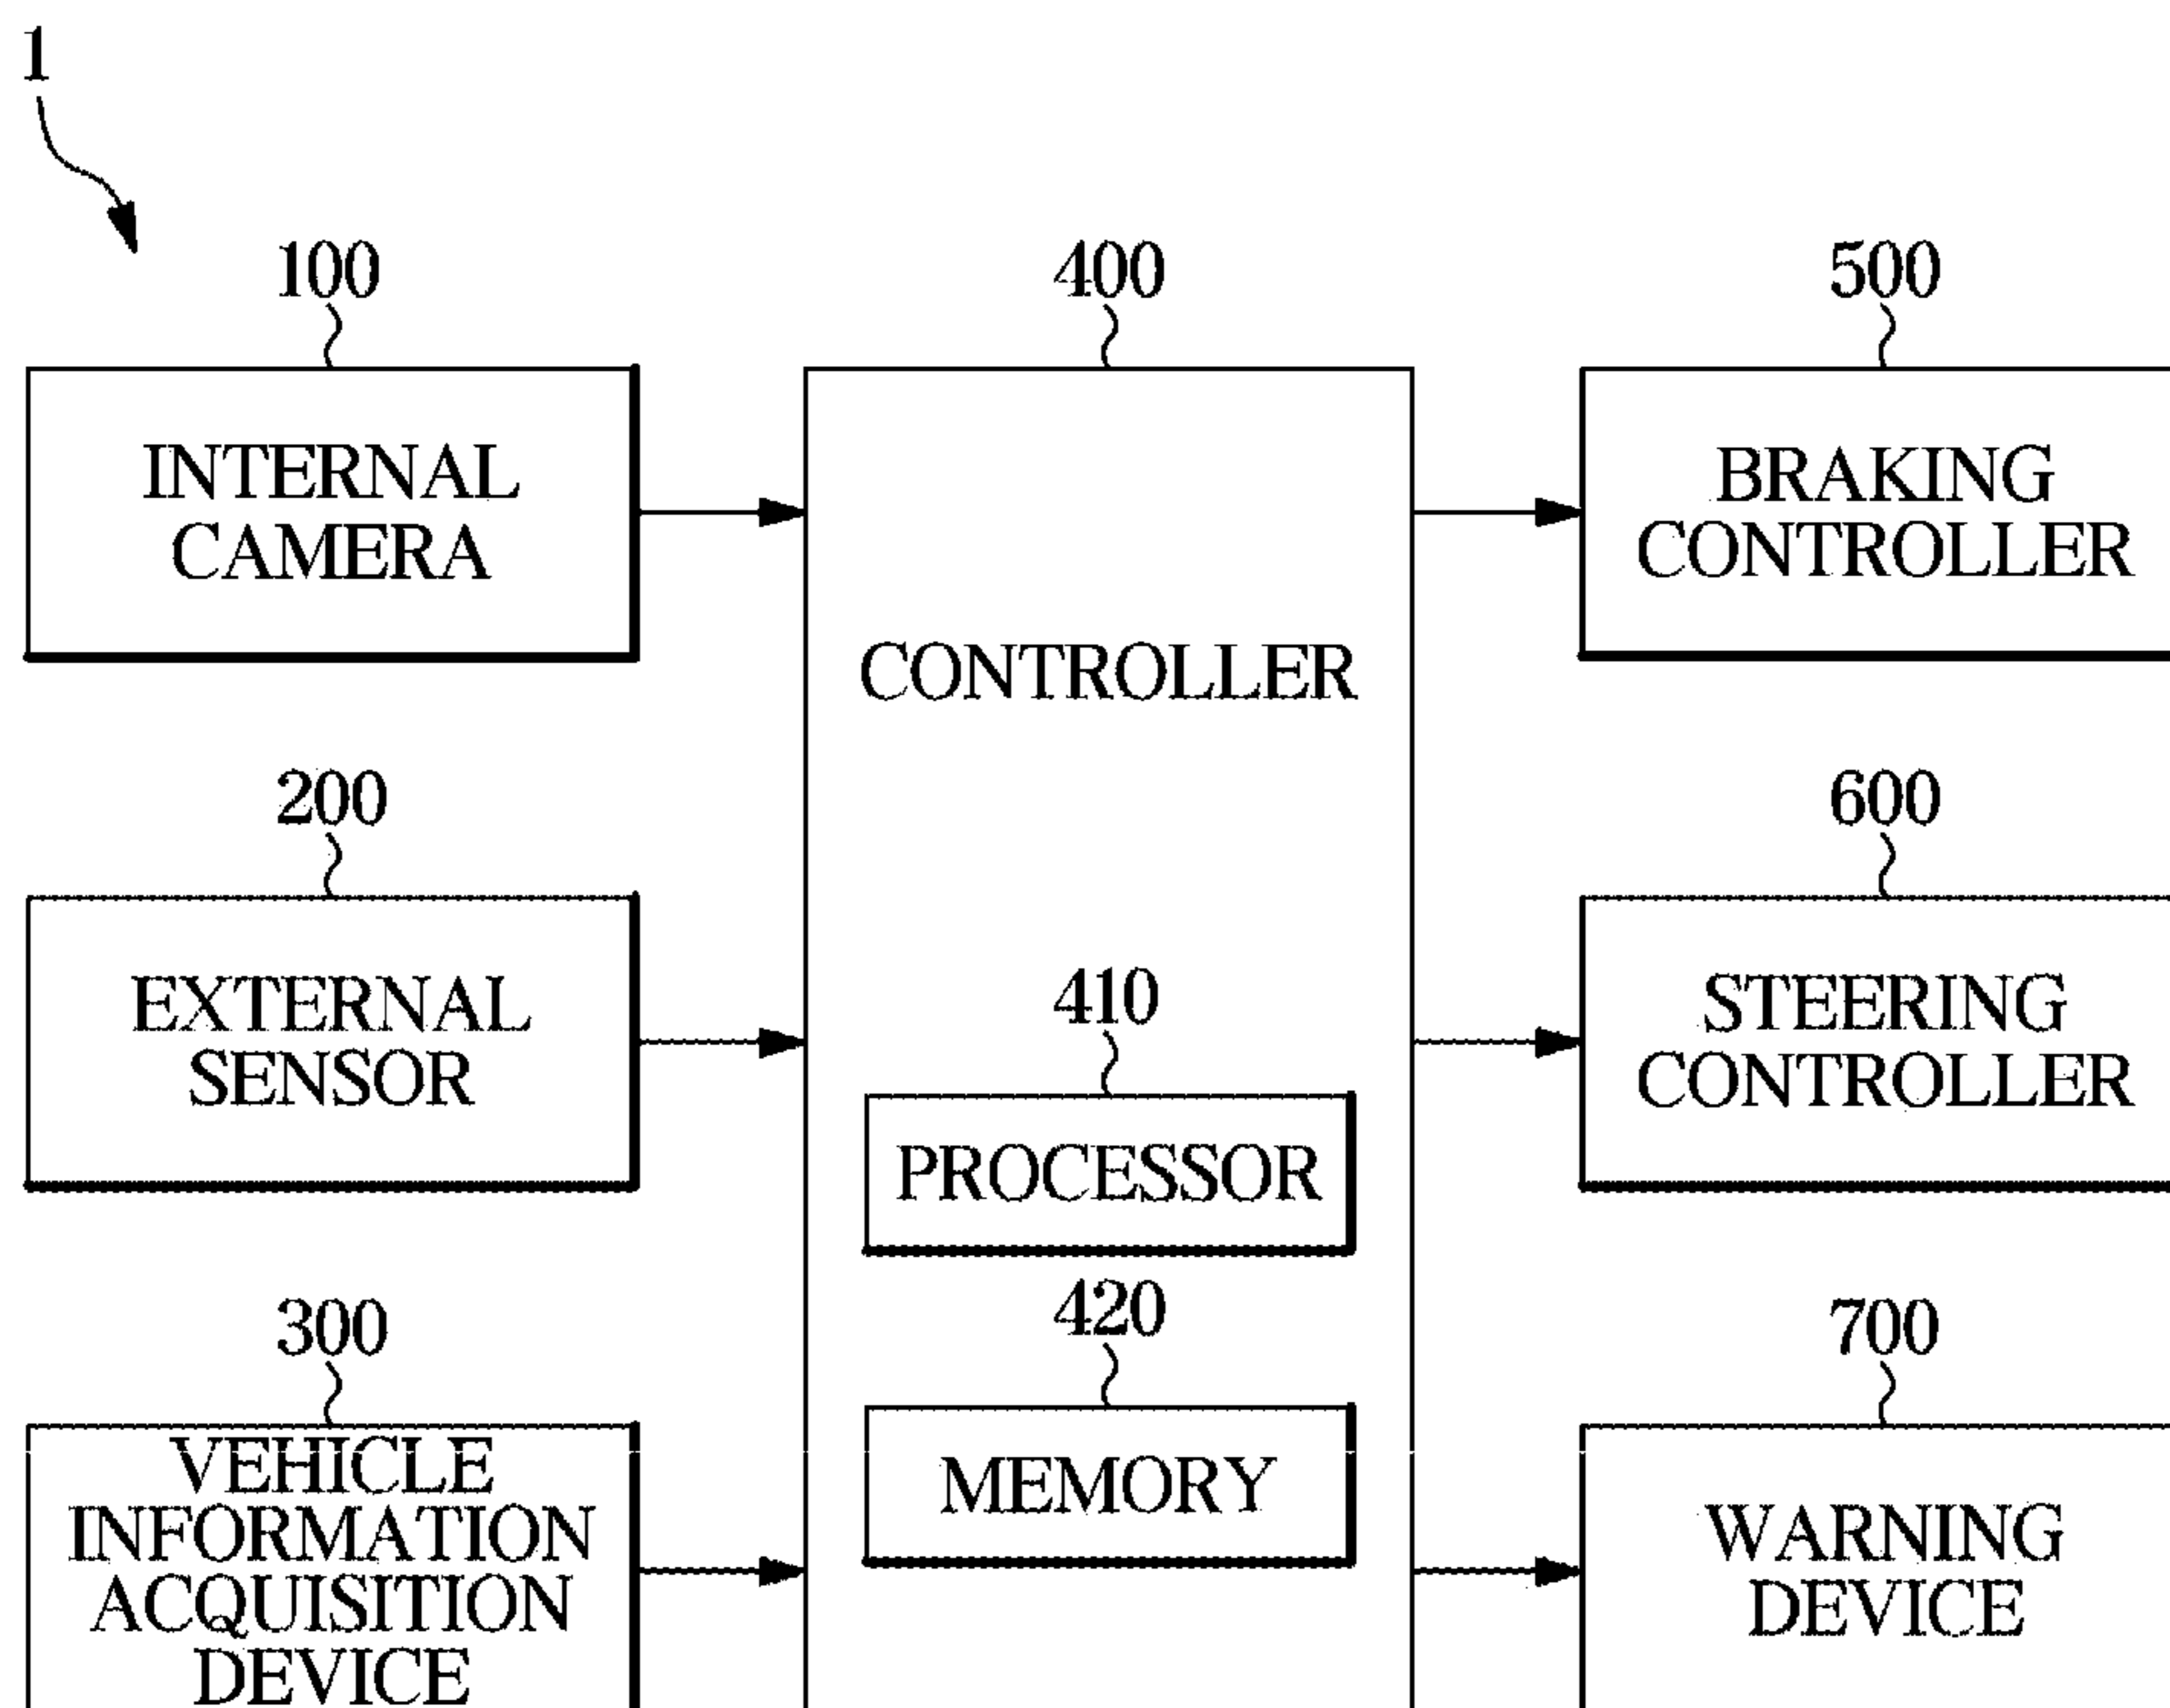 1
100
400
500
INTERNAL
CAMERA
CONTROLLER
BRAKING
CONTROLLER
200
600
EXTERNAL
SENSOR
410
PROCESSOR
STEERING
CONTROLLER
300
420
700
VEHICLE
INFORMATION
ACQUISITION
DEVICE
MEMORY
WARNING
DEVICE